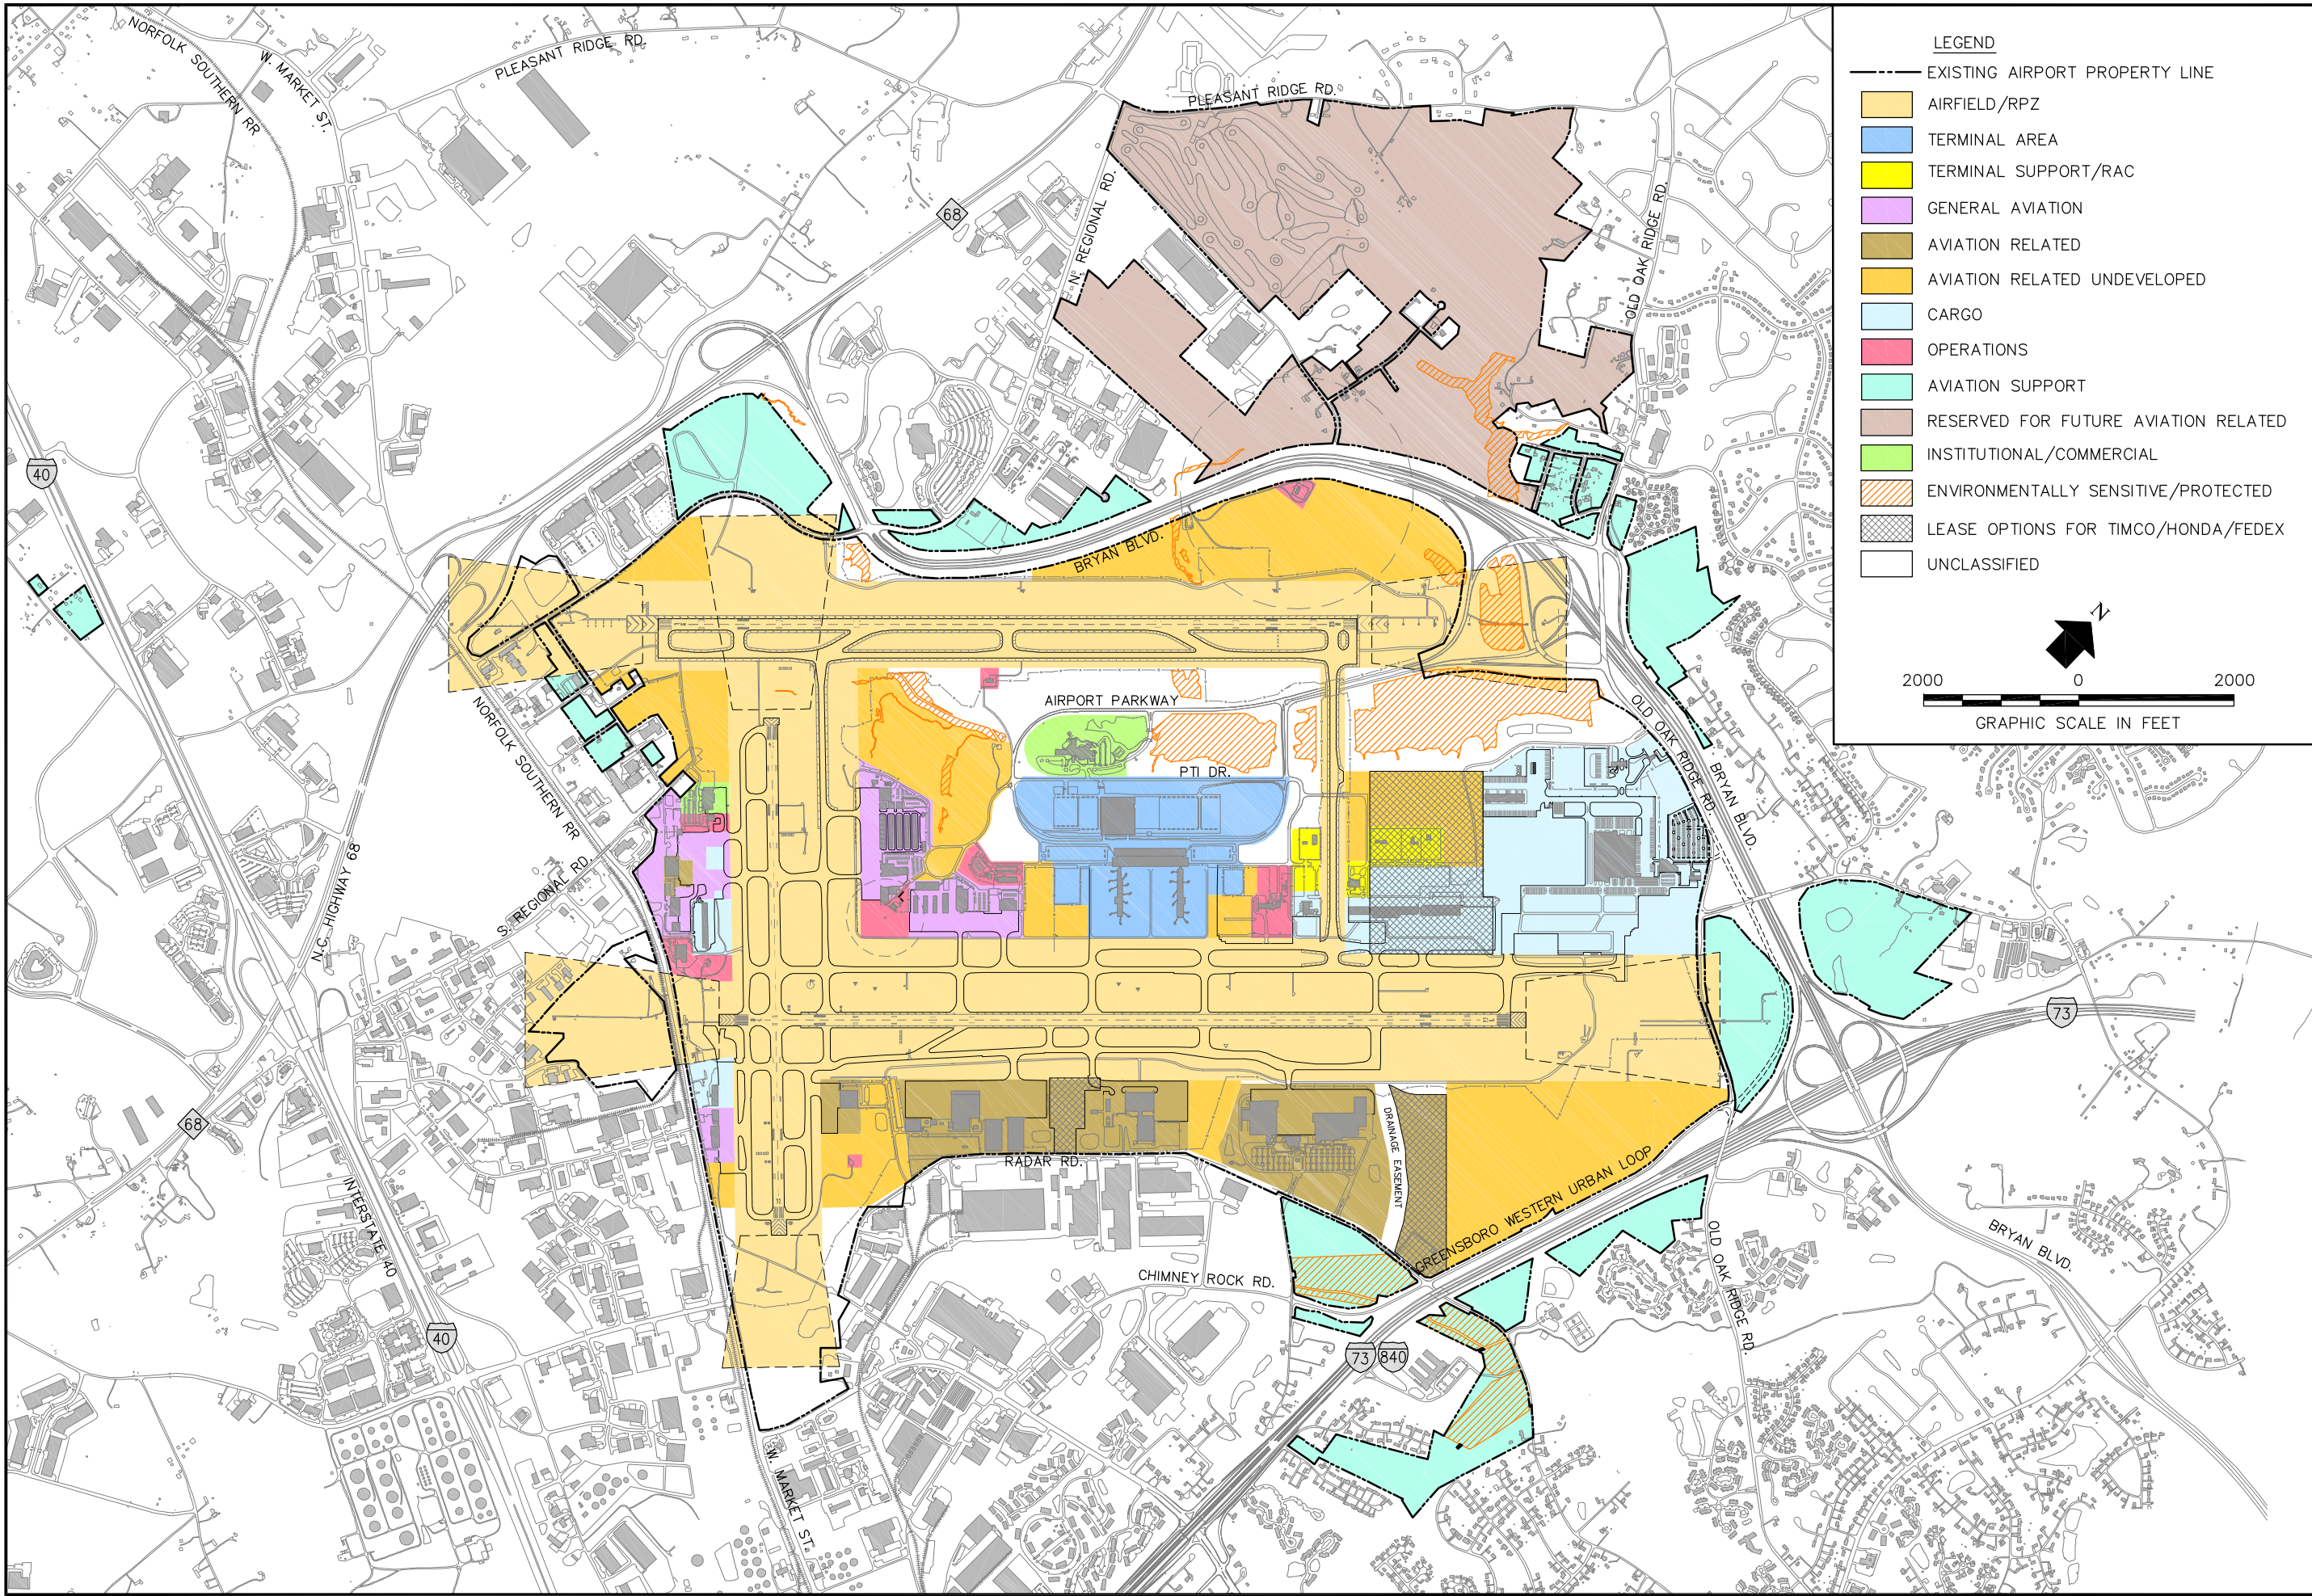 NORFOLK SOUTHERN RR
W. MARKET ST.
PLEASANT RIDGE RD.
PLEASANT RIDGE RD.
68
N. REGIONAL RD.
OLD OAK RIDGE RD.
40
BRYAN BLVD.
AIRPORT PARKWAY
PTI DR.
NORFOLK SOUTHERN RR
OLD OAK RIDGE RD.
BRYAN BLVD.
N.C. HIGHWAY 68
S. REGIONAL RD.
73
68
DRAINAGE EASEMENT
RADAR RD.
GREENSBORO WESTERN URBAN LOOP
INTERSTATE 40
CHIMNEY ROCK RD.
OLD OAK RIDGE RD.
BRYAN BLVD.
40
73
840
W. MARKET ST.
LEGEND
EXISTING AIRPORT PROPERTY LINE
AIRFIELD/RPZ
TERMINAL AREA
TERMINAL SUPPORT/RAC
GENERAL AVIATION
AVIATION RELATED
AVIATION RELATED UNDEVELOPED
CARGO
OPERATIONS
AVIATION SUPPORT
RESERVED FOR FUTURE AVIATION RELATED
INSTITUTIONAL/COMMERCIAL
ENVIRONMENTALLY SENSITIVE/PROTECTED
LEASE OPTIONS FOR TIMCO/HONDA/FEDEX
UNCLASSIFIED
N
2000 0 2000
GRAPHIC SCALE IN FEET